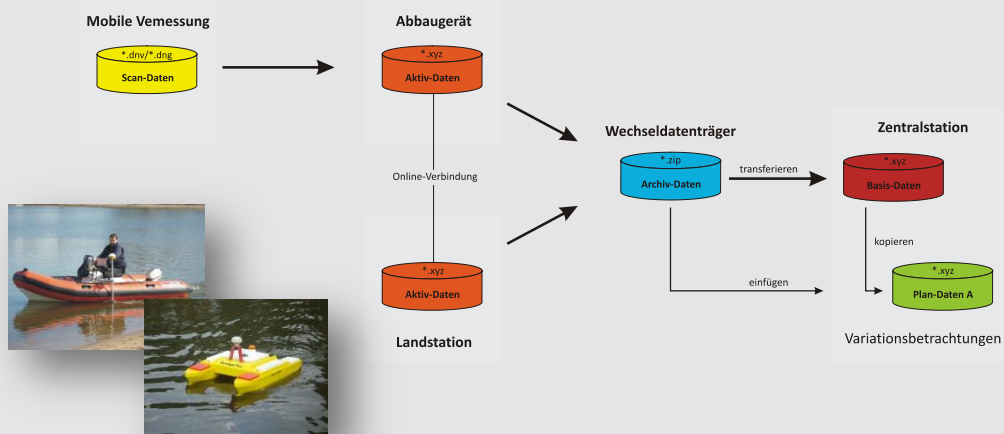 Mobile Vemessung
*.dnv/*.dng
Scan-Daten
Abbaugerät
*.xyz
Aktiv-Daten
Online-Verbindung
*.xyz
Aktiv-Daten
Landstation
Wechseldatenträger
*.zip
Archiv-Daten
transferieren
einfügen
Zentralstation
*.xyz
Basis-Daten
kopieren
*.xyz
Plan-Daten A
Variationsbetrachtungen